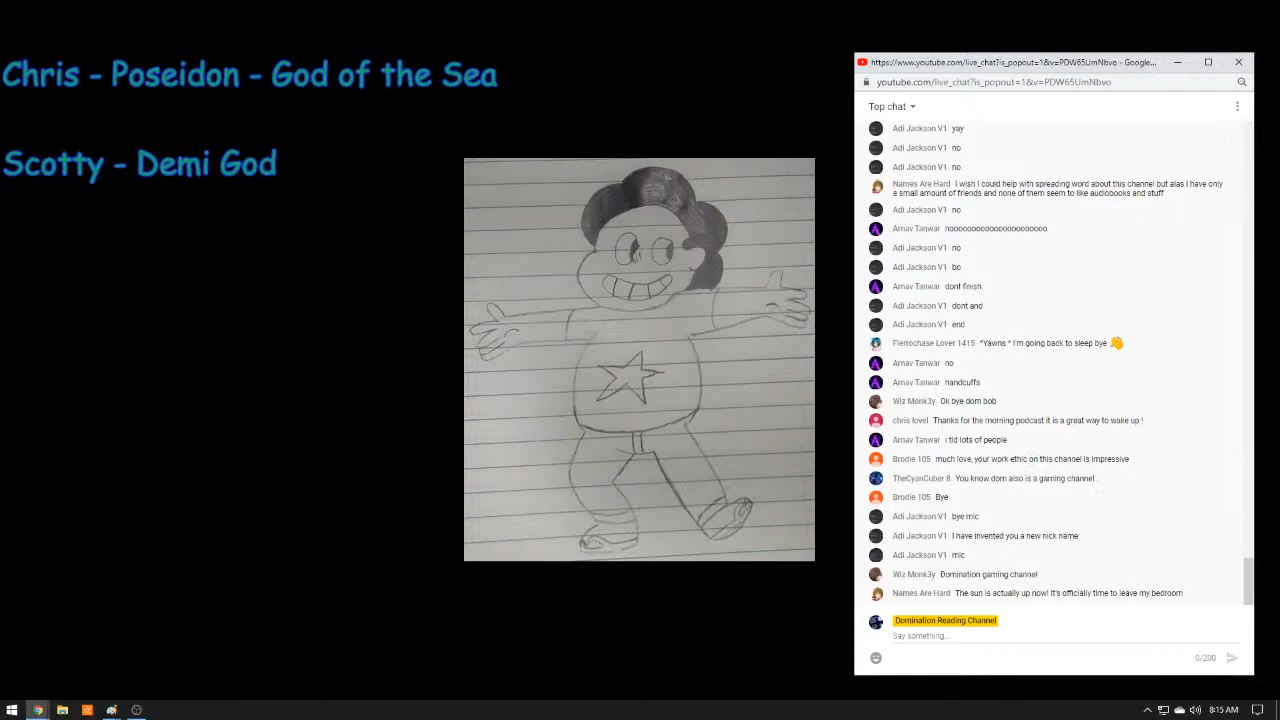 Chris - Poseidon - God of the Sea
Scotty - Demi God
https://www.youtube.com/live_chat?is_popout=1&v=PDW65UmNbvo - Google...
youtube.com/live_chat?is_popout=1&v=PDW65UmNbvo
Top chat
Adi Jackson V1 yay
Adi Jackson V1 no
Adi Jackson V1 no
Names Are Hard I wish I could help with spreading word about this channel but alas I have only
a small amount of friends and none of them seem to like audiobooks and stuff
Adi Jackson V1 no
Arnav Tanwar nooooooooooooooooooooo
Adi Jackson V1 no
Adi Jackson V1 bo
Arnav Tanwar dont finish
Adi Jackson V1 dont and
Adi Jackson V1 end
Fierrochase Lover 1415 *Yawns * I'm going back to sleep bye
Arnav Tanwar no
Arnav Tanwar handcuffs
Wiz Monk3y Ok bye dom bob
chris lovel Thanks for the morning podcast it is a great way to wake up !
Arnav Tanwar i tld lots of people
Brodie 105 much love, your work ethic on this channel is impressive
TheCyanCuber 8 You know dom also is a gaming channel .
Brodie 105 Bye
Adi Jackson V1 bye mic
Adi Jackson V1 I have invented you a new nick name
Adi Jackson V1 mic
Wiz Monk3y Domination gaming channel
Names Are Hard The sun is actually up now! It's officially time to leave my bedroom
Domination Reading Channel
Say something...
0/200
8:15 AM